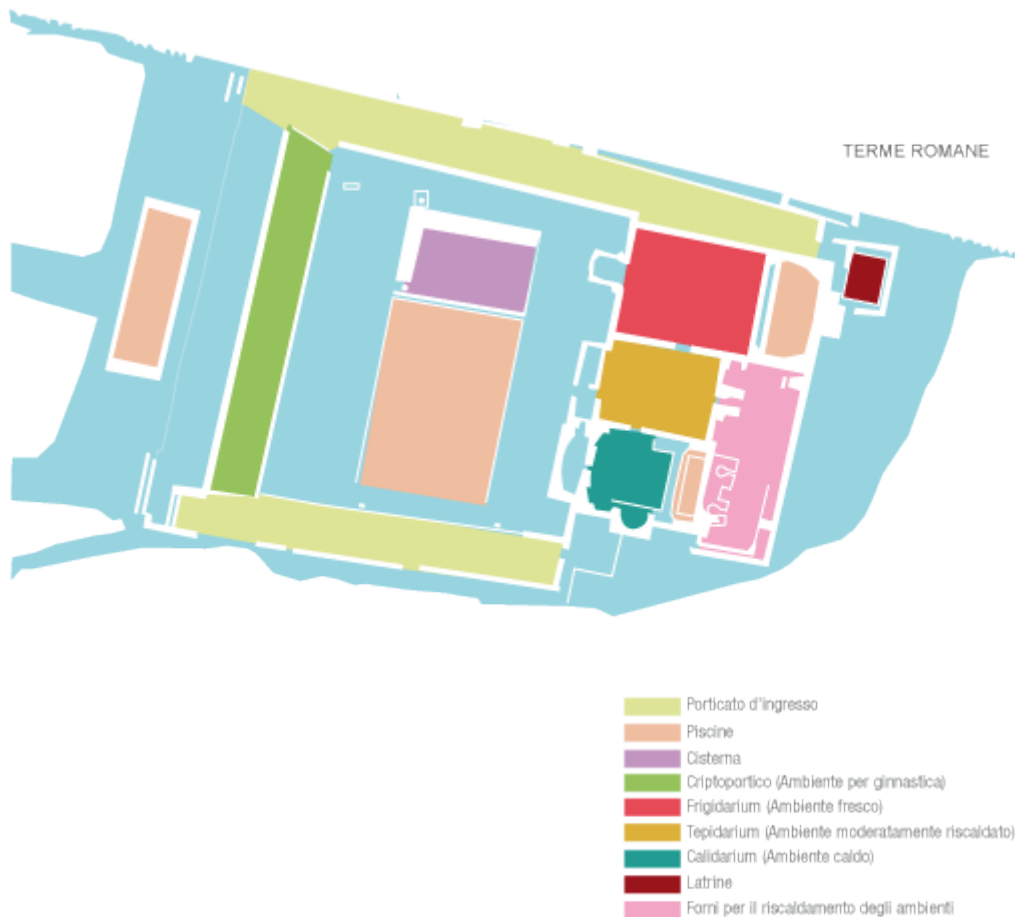 TERME ROMANE
Porticato d'ingresso
Piscine
Cisterna
Criptoportico (Ambiente per ginnastica)
Frigidarium (Ambiente fresco)
Tepidarium (Ambiente moderatamente riscaldato)
Calidarium (Ambiente caldo)
Latrine
Forni per il riscaldamento degli ambienti